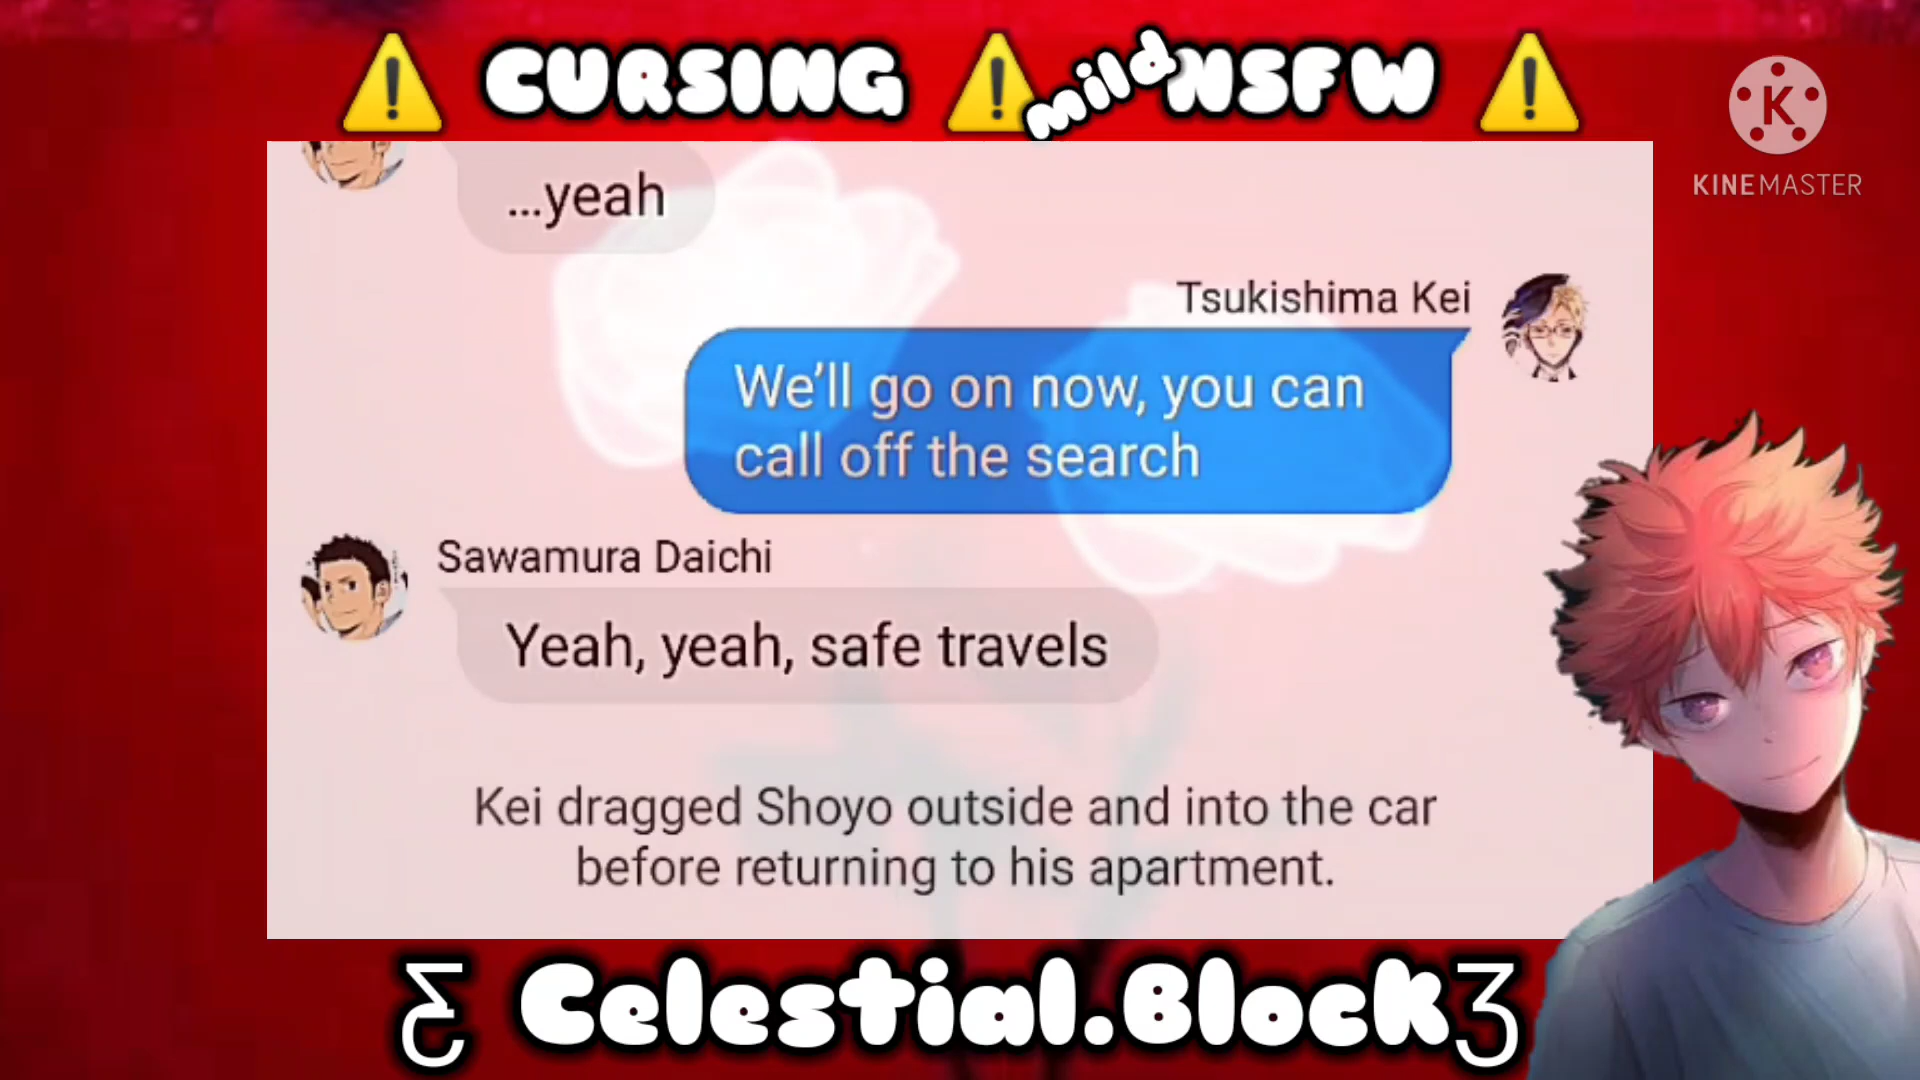 CURSING mild NSFW
KINEMASTER
...yeah
Tsukishima Kei
We'll go on now, you can
call off the search
Sawamura Daichi
Yeah, yeah, safe travels
Kei dragged Shoyo outside and into the car
before returning to his apartment.
Ƹ Celestial.BlocK Ʒ